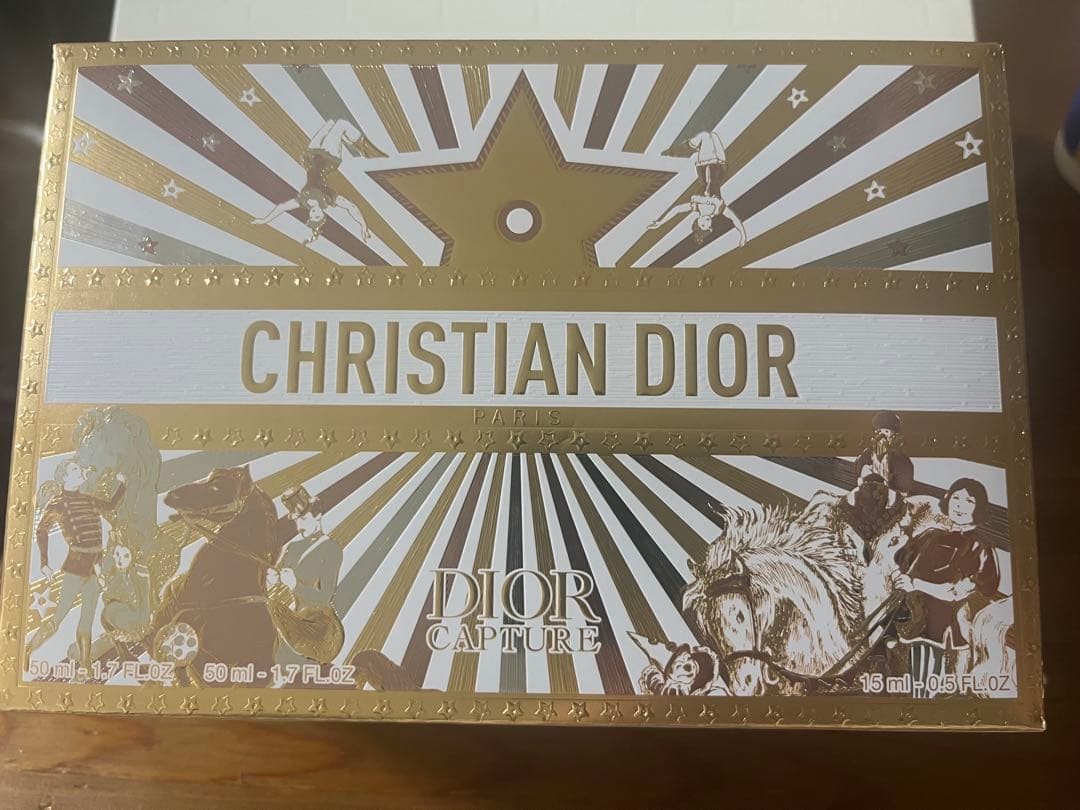 CHRISTIAN DIOR
PARIS
DIOR
CAPTURE
50 ml - 1.7 FL.OZ 50 ml - 1.7 FL.OZ 15 ml - 0.5 FL.OZ